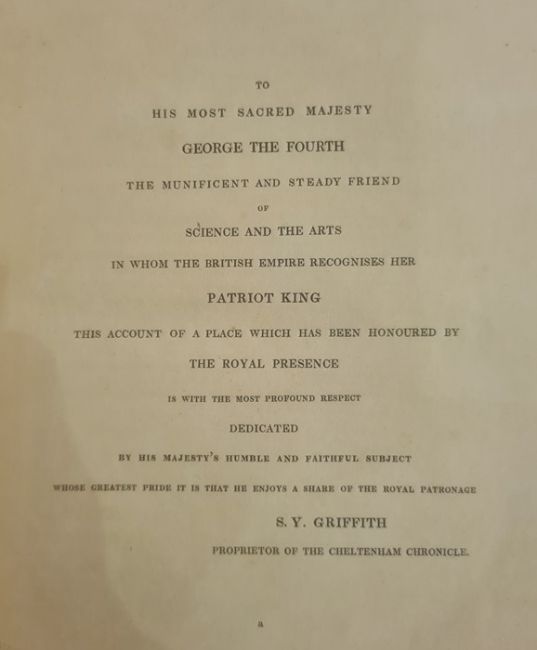 TO
HIS MOST SACRED MAJESTY
GEORGE THE FOURTH
THE MUNIFICENT AND STEADY FRIEND
OF
SCIENCE AND THE ARTS
IN WHOM THE BRITISH EMPIRE RECOGNISES HER
PATRIOT KING
THIS ACCOUNT OF A PLACE WHICH HAS BEEN HONOURED BY
THE ROYAL PRESENCE
IS WITH THE MOST PROFOUND RESPECT
DEDICATED
BY HIS MAJESTY'S HUMBLE AND FAITHFUL SUBJECT
WHOSE GREATEST PRIDE IT IS THAT HE ENJOYS A SHARE OF THE ROYAL PATRONAGE
S. Y. GRIFFITH
PROPRIETOR OF THE CHELTENHAM CHRONICLE.
a